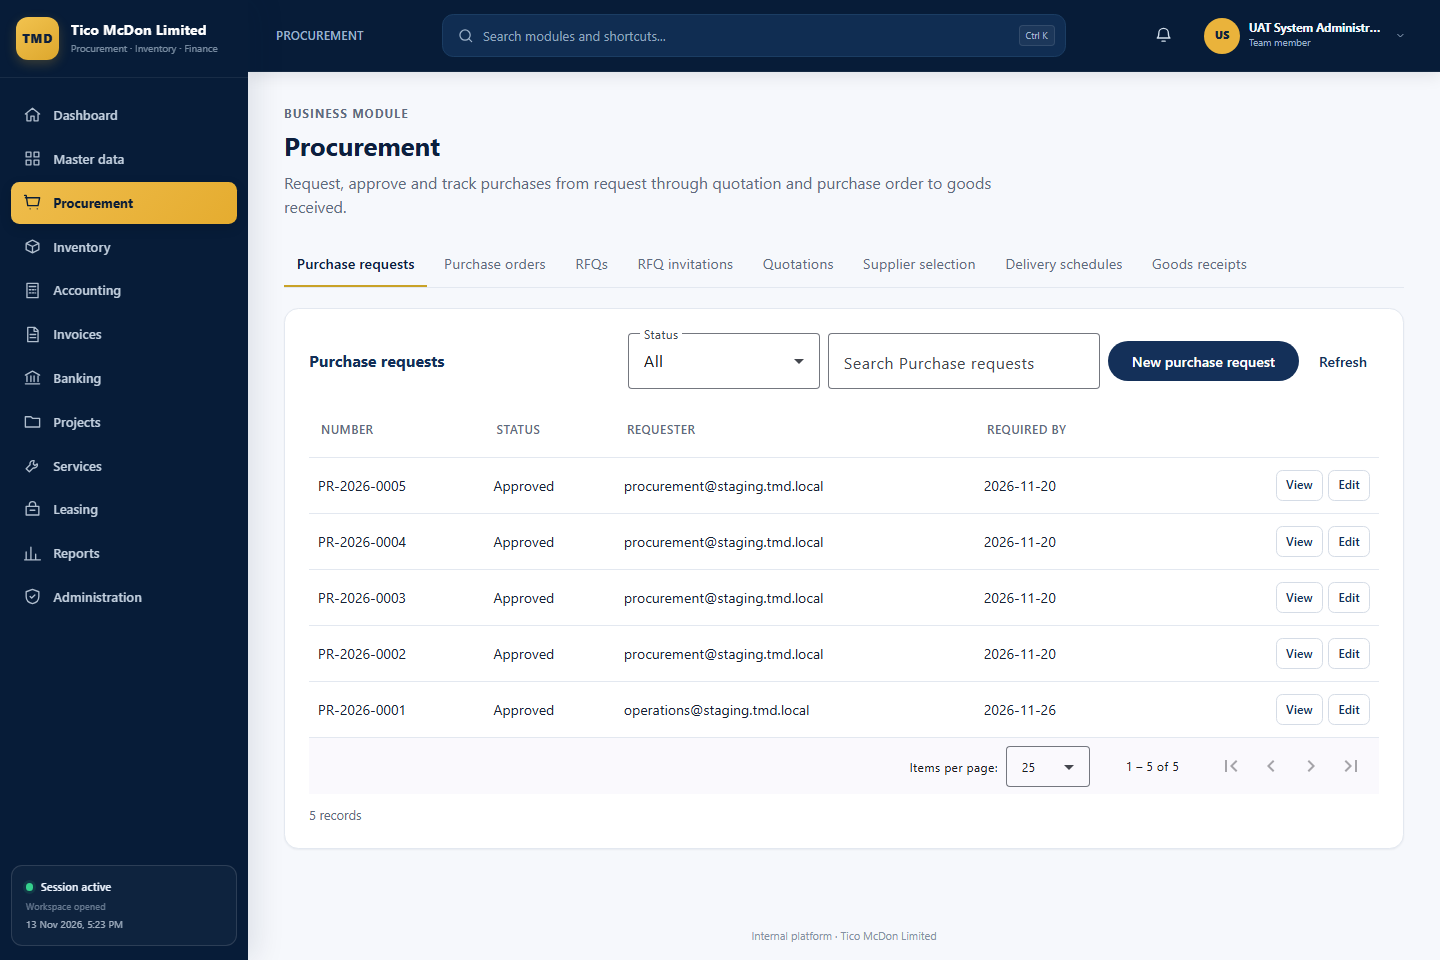 TMD
Tico McDon Limited
Procurement · Inventory · Finance
PROCUREMENT
Search modules and shortcuts...
Ctrl K
US
UAT System Administr...
Team member
Dashboard
Master data
Procurement
Inventory
Accounting
Invoices
Banking
Projects
Services
Leasing
Reports
Administration
Session active
Workspace opened
13 Nov 2026, 5:23 PM
BUSINESS MODULE
Procurement
Request, approve and track purchases from request through quotation and purchase order to goods
received.
Purchase requests
Purchase orders
RFQs
RFQ invitations
Quotations
Supplier selection
Delivery schedules
Goods receipts
Purchase requests
Status
All
Search Purchase requests
New purchase request
Refresh
NUMBER STATUS REQUESTER REQUIRED BY
PR-2026-0005 Approved procurement@staging.tmd.local 2026-11-20 View Edit
PR-2026-0004 Approved procurement@staging.tmd.local 2026-11-20 View Edit
PR-2026-0003 Approved procurement@staging.tmd.local 2026-11-20 View Edit
PR-2026-0002 Approved procurement@staging.tmd.local 2026-11-20 View Edit
PR-2026-0001 Approved operations@staging.tmd.local 2026-11-26 View Edit
Items per page: 25 1 – 5 of 5
5 records
Internal platform · Tico McDon Limited